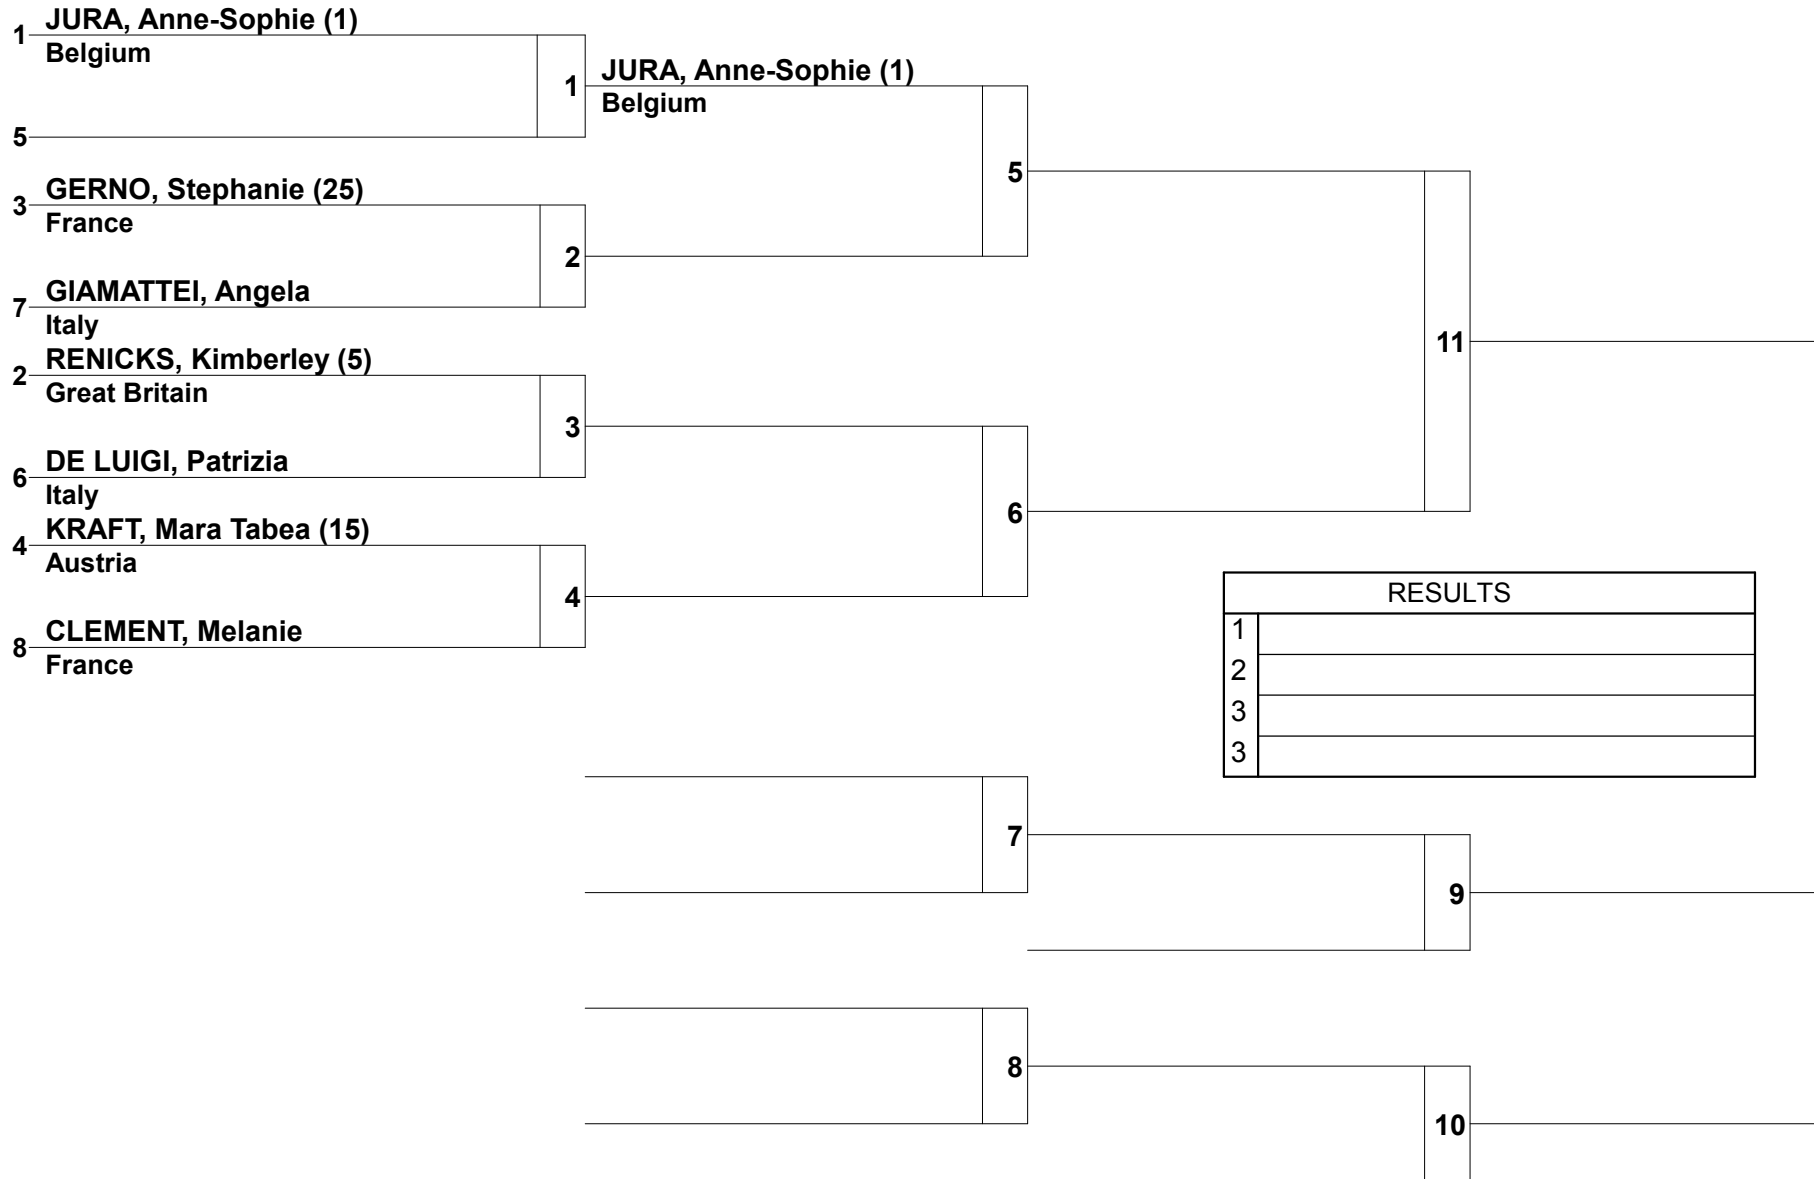 1 JURA, Anne-Sophie (1)
Belgium
1 JURA, Anne-Sophie (1)
Belgium
5
5
3 GERNO, Stephanie (25)
France
2
7 GIAMATTEI, Angela
Italy
11
2 RENICKS, Kimberley (5)
Great Britain
3
6 DE LUIGI, Patrizia
Italy
6
4 KRAFT, Mara Tabea (15)
Austria
4
8 CLEMENT, Melanie
France
RESULTS
1
2
3
3
7
9
8
10